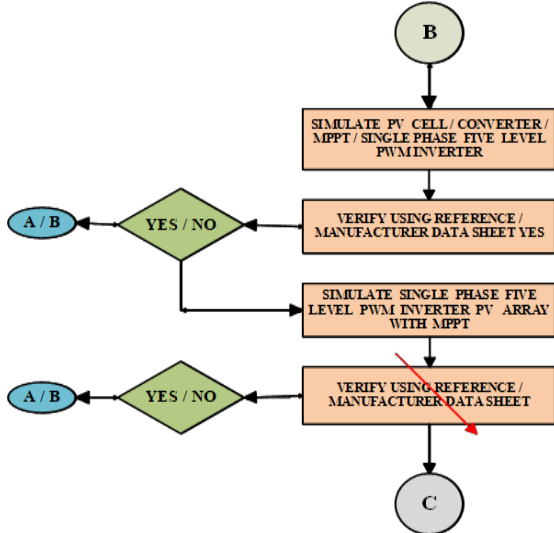 B
SIMULATE PV CELL / CONVERTER /
MPPT / SINGLE PHASE FIVE LEVEL
PWM INVERTER
A / B
YES / NO
VERIFY USING REFERENCE /
MANUFACTURER DATA SHEET YES
SIMULATE SINGLE PHASE FIVE
LEVEL PWM INVERTER PV ARRAY
WITH MPPT
A / B
YES / NO
VERIFY USING REFERENCE /
MANUFACTURER DATA SHEET
C